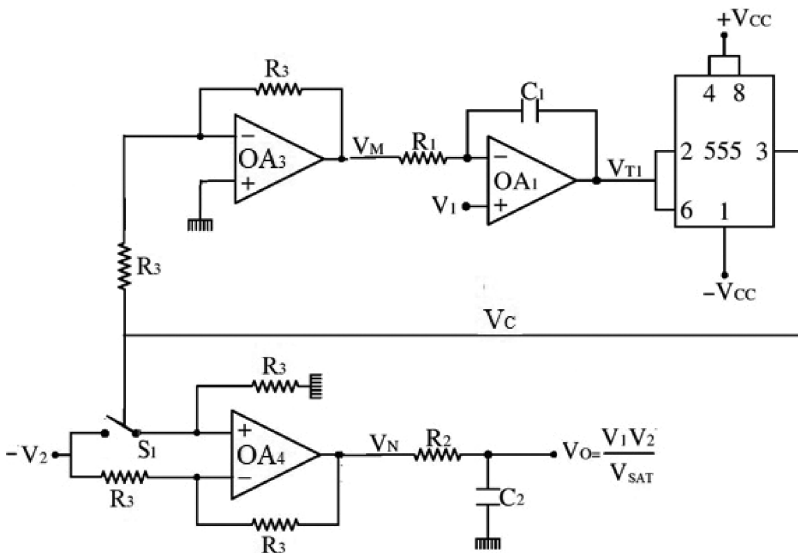 +VCC
R3
4 8
C1
−
OA3
+
VM
R1
−
OA1
+
V1
VT1
2 555 3
6 1
R3
−VCC
VC
R3
−V2
S1
+
OA4
−
VN
R2
VO=V1V2/VSAT
R3
C2
R3